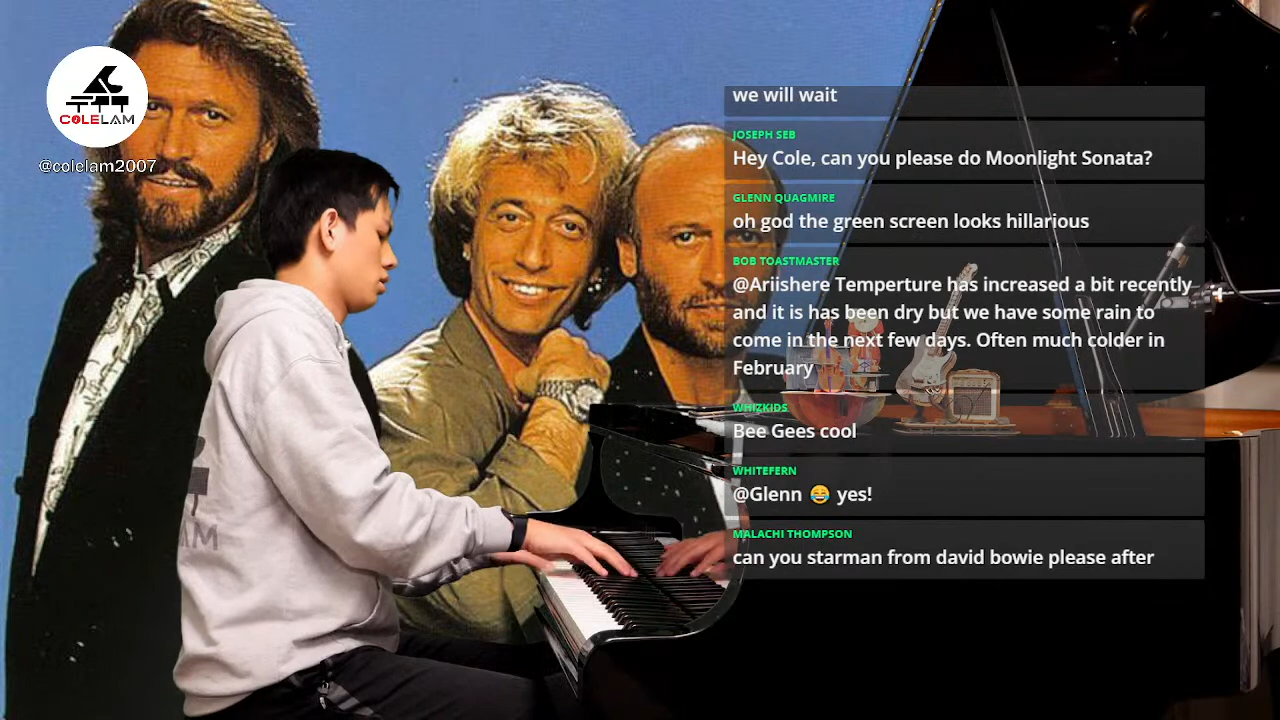 COLELAM
@colelam2007
we will wait
JOSEPH SEB
Hey Cole, can you please do Moonlight Sonata?
GLENN QUAGMIRE
oh god the green screen looks hillarious
BOB TOASTMASTER
@Ariishere Temperture has increased a bit recently
and it is has been dry but we have some rain to
come in the next few days. Often much colder in
February
WHIZKIDS
Bee Gees cool
WHITEFERN
@Glenn 😂 yes!
MALACHI THOMPSON
can you starman from david bowie please after